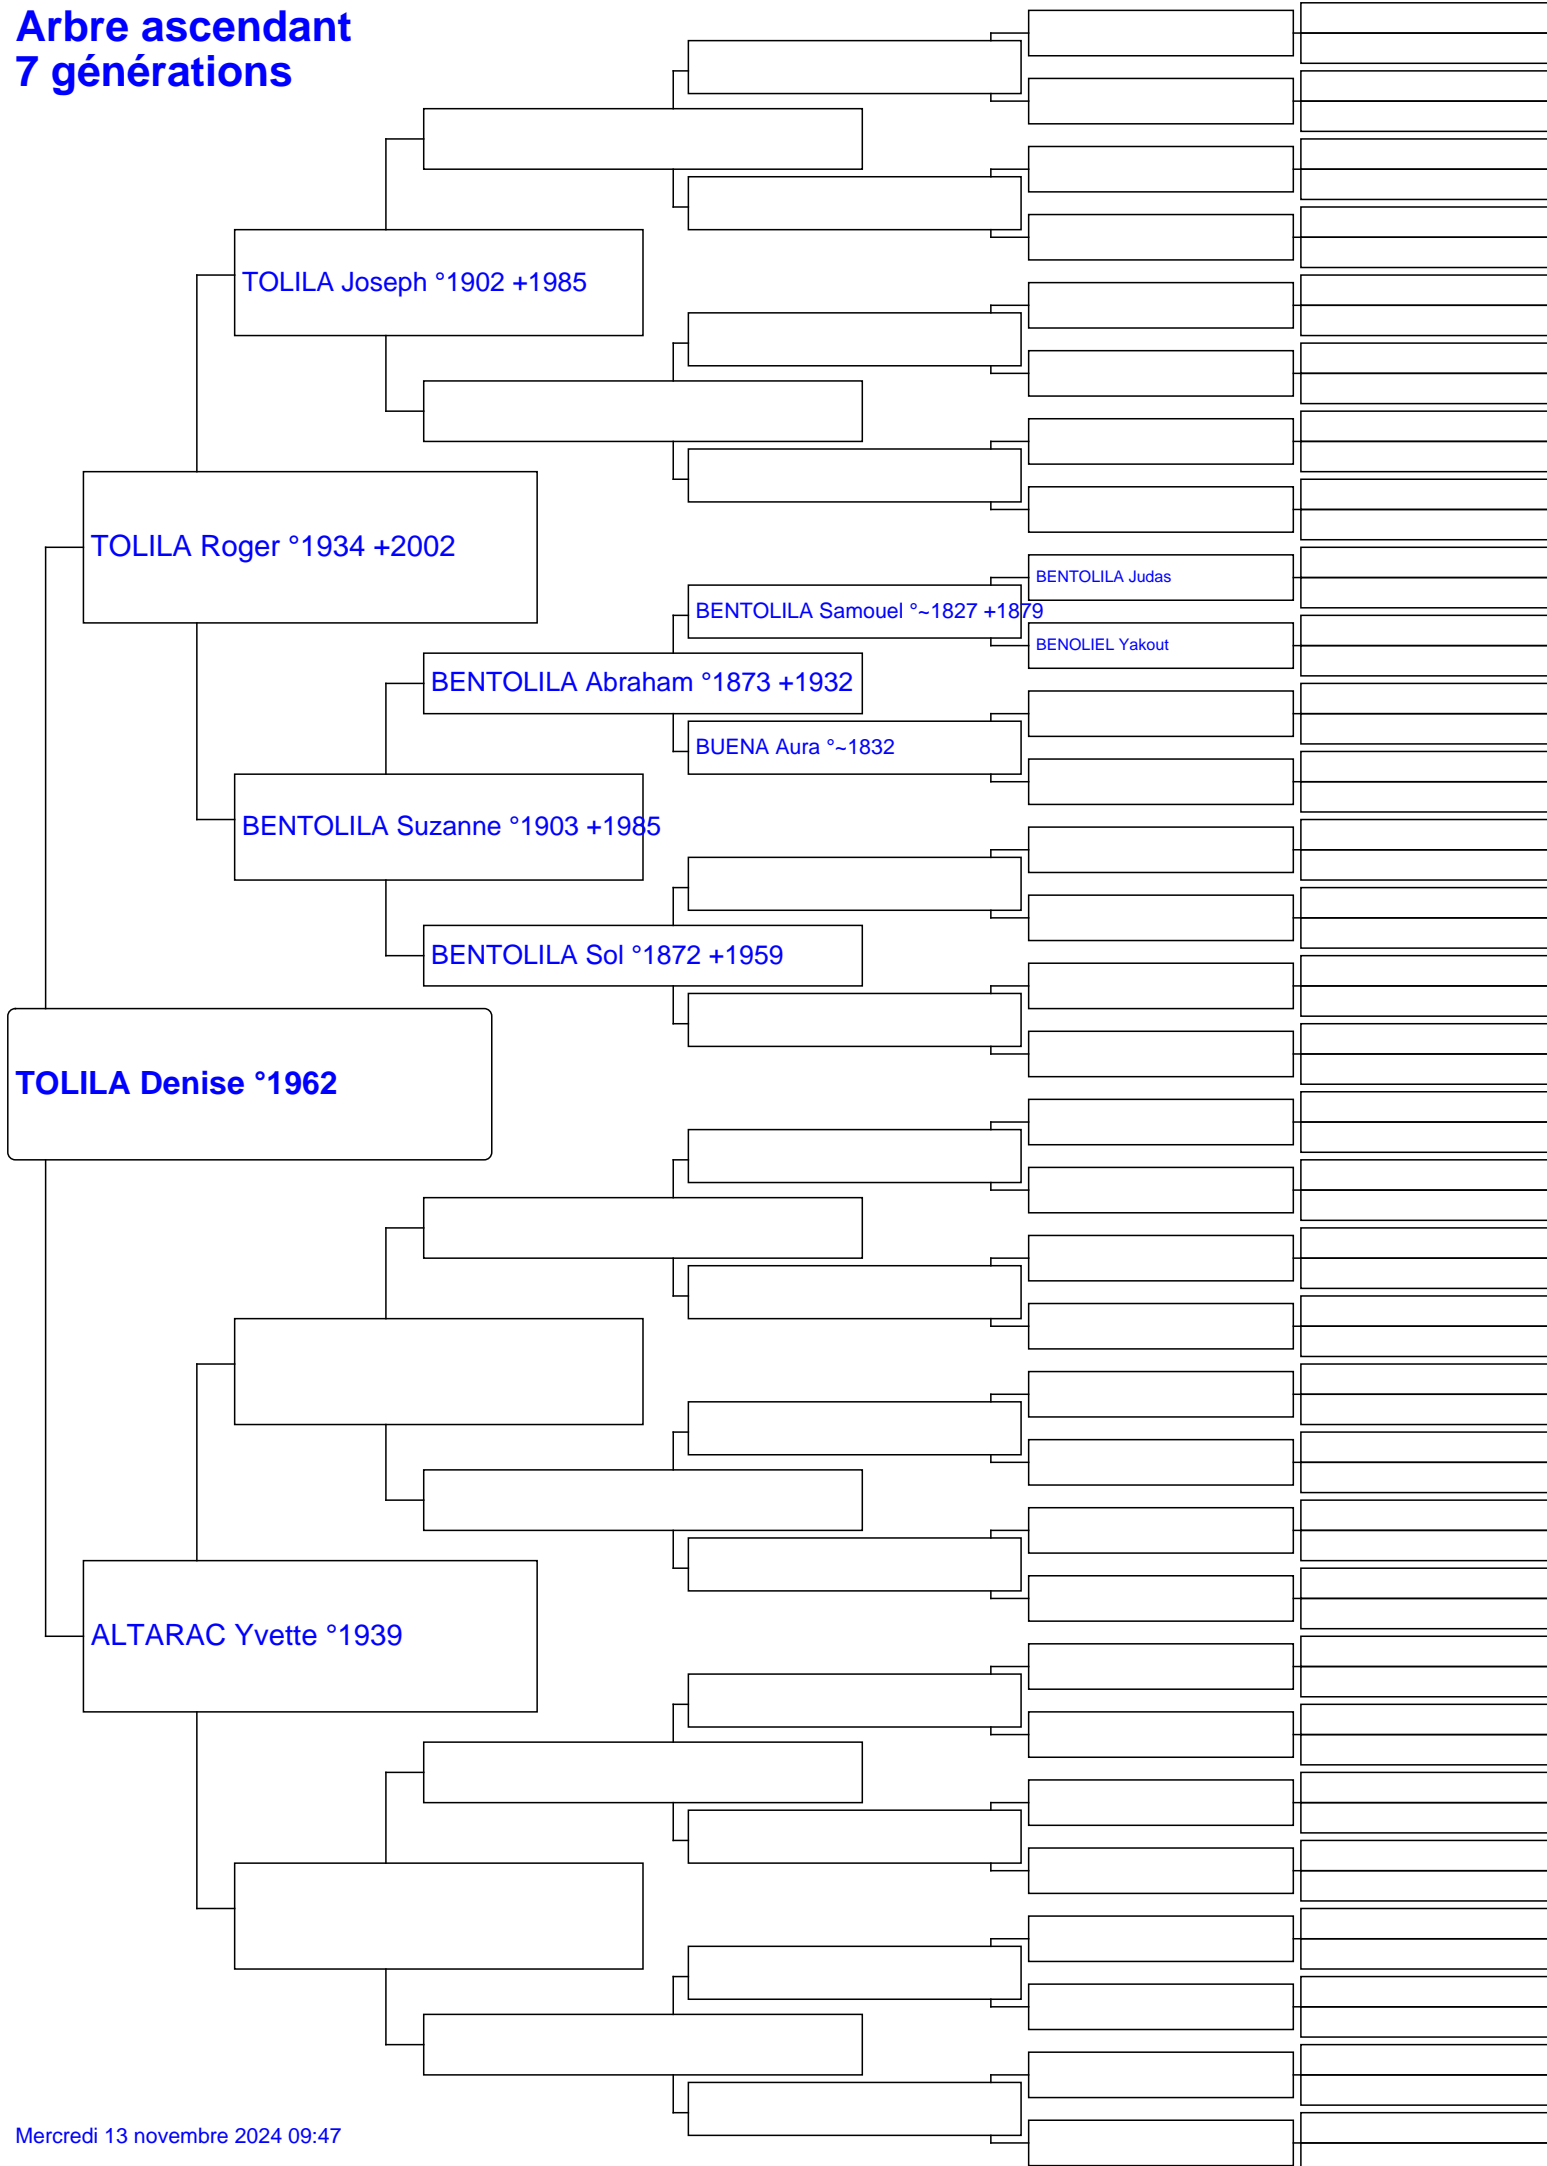 Arbre ascendant
7 générations
TOLILA Joseph °1902 +1985
TOLILA Roger °1934 +2002
BENTOLILA Judas
BENTOLILA Samouel °~1827 +1879
BENOLIEL Yakout
BENTOLILA Abraham °1873 +1932
BUENA Aura °~1832
BENTOLILA Suzanne °1903 +1985
BENTOLILA Sol °1872 +1959
TOLILA Denise °1962
ALTARAC Yvette °1939
Mercredi 13 novembre 2024 09:47